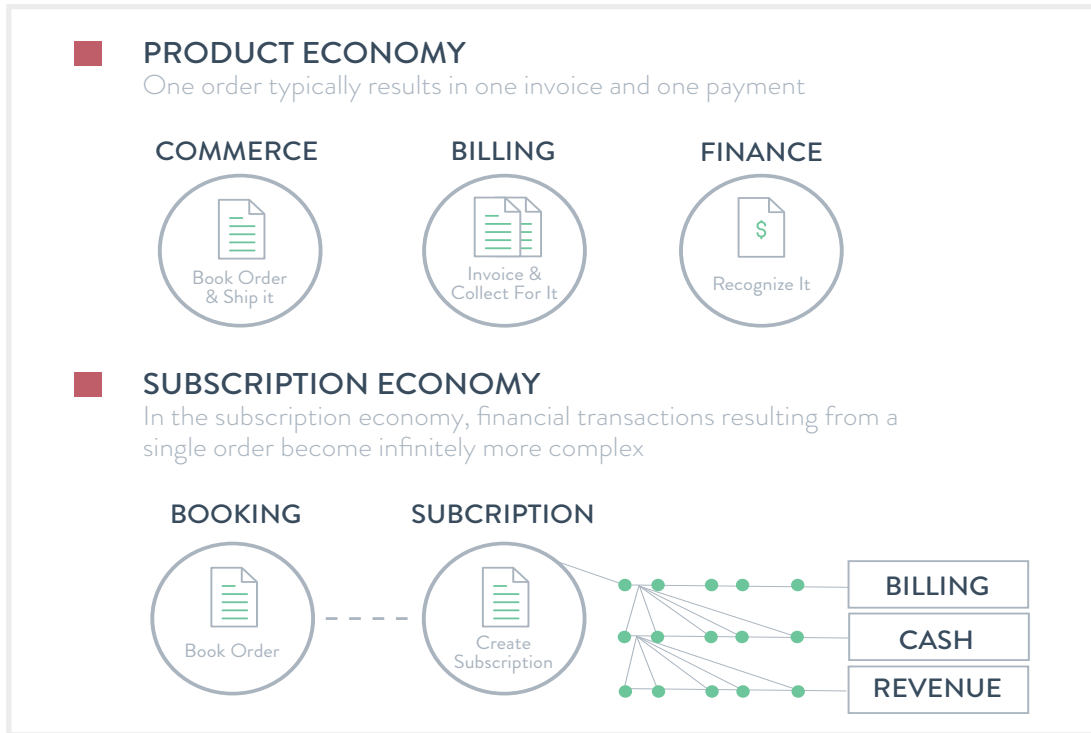 PRODUCT ECONOMY
One order typically results in one invoice and one payment
COMMERCE
BILLING
FINANCE
Book Order
& Ship it
Invoice &
Collect For It
$
Recognize It
SUBSCRIPTION ECONOMY
In the subscription economy, financial transactions resulting from a
single order become infinitely more complex
BOOKING
SUBCRIPTION
Book Order
Create
Subscription
BILLING
CASH
REVENUE